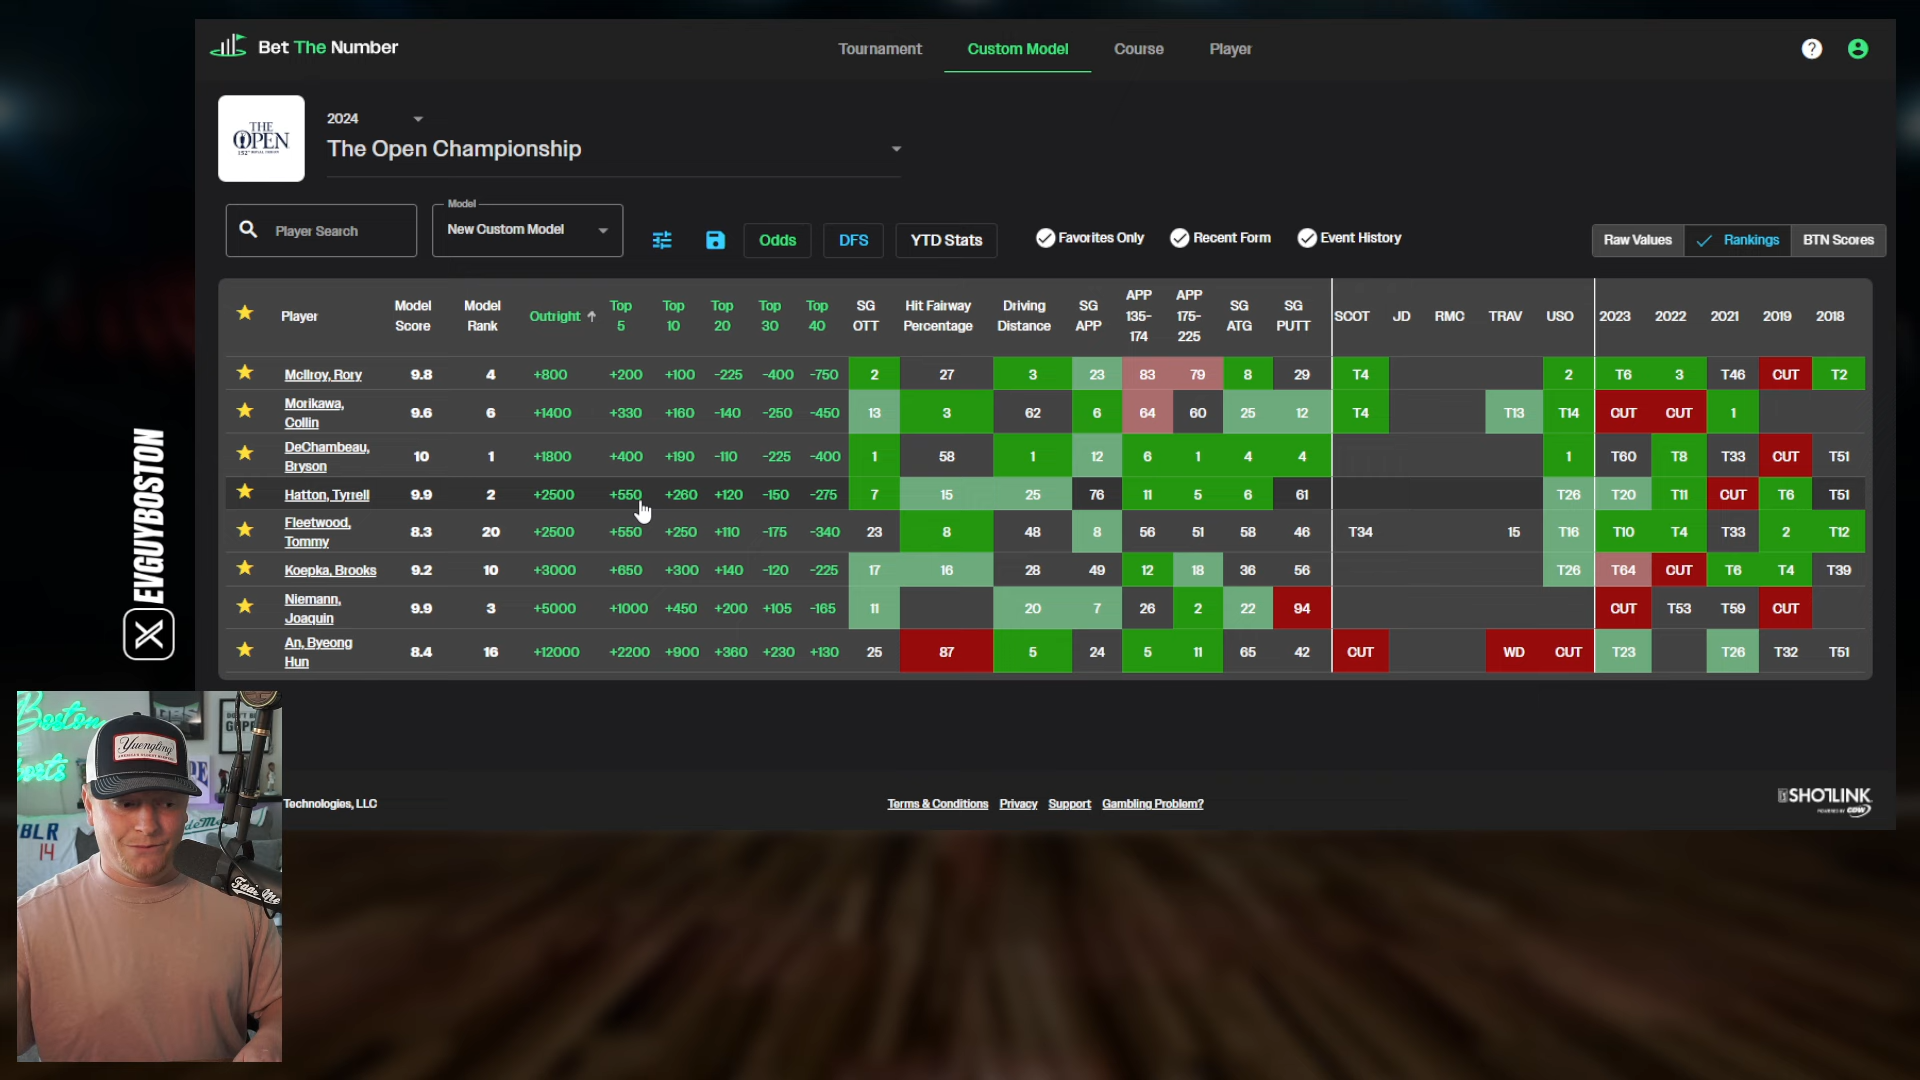 Bet The Number
Tournament
Custom Model
Course
Player
?
THE OPEN
2024
The Open Championship
Player Search
Model
New Custom Model
Odds
DFS
YTD Stats
Favorites Only
Recent Form
Event History
Raw Values
Rankings
BTN Scores
Player Model Score Model Rank Outright Top 5 Top 10 Top 20 Top 30 Top 40 SG OTT Hit Fairway Percentage Driving Distance SG APP APP 135-174 APP 175-225 SG ATG SG PUTT SCOT JD RMC TRAV USO 2023 2022 2021 2019 2018
McIlroy, Rory 9.8 4 +800 +200 +100 -225 -400 -750 2 27 3 23 83 79 8 29 T4 2 T6 3 T46 CUT T2
Morikawa, Collin 9.6 6 +1400 +330 +160 -140 -250 -450 13 3 62 6 64 60 25 12 T4 T13 T14 CUT CUT 1
DeChambeau, Bryson 10 1 +1800 +400 +190 -110 -225 -400 1 58 1 12 6 1 4 4 1 T60 T8 T33 CUT T51
Hatton, Tyrrell 9.9 2 +2500 +550 +260 +120 -150 -275 7 15 25 76 11 5 6 61 T26 T20 T11 CUT T6 T51
Fleetwood, Tommy 8.3 20 +2500 +550 +250 +110 -175 -340 23 8 48 8 56 51 58 46 T34 15 T16 T10 T4 T33 2 T12
Koepka, Brooks 9.2 10 +3000 +650 +300 +140 -120 -225 17 16 28 49 12 18 36 56 T26 T64 CUT T6 T4 T39
Niemann, Joaquin 9.9 3 +5000 +1000 +450 +200 +105 -165 11 20 7 26 2 22 94 CUT T53 T59 CUT
An, Byeong Hun 8.4 16 +12000 +2200 +900 +360 +230 +130 25 87 5 24 5 11 65 42 CUT WD CUT T23 T26 T32 T51
EVGUYBOSTON
Technologies, LLC
Terms & Conditions
Privacy
Support
Gambling Problem?
SHOTLINK
POWERED BY CDW
Boston
Yuengling
BLR
14
Fade Me